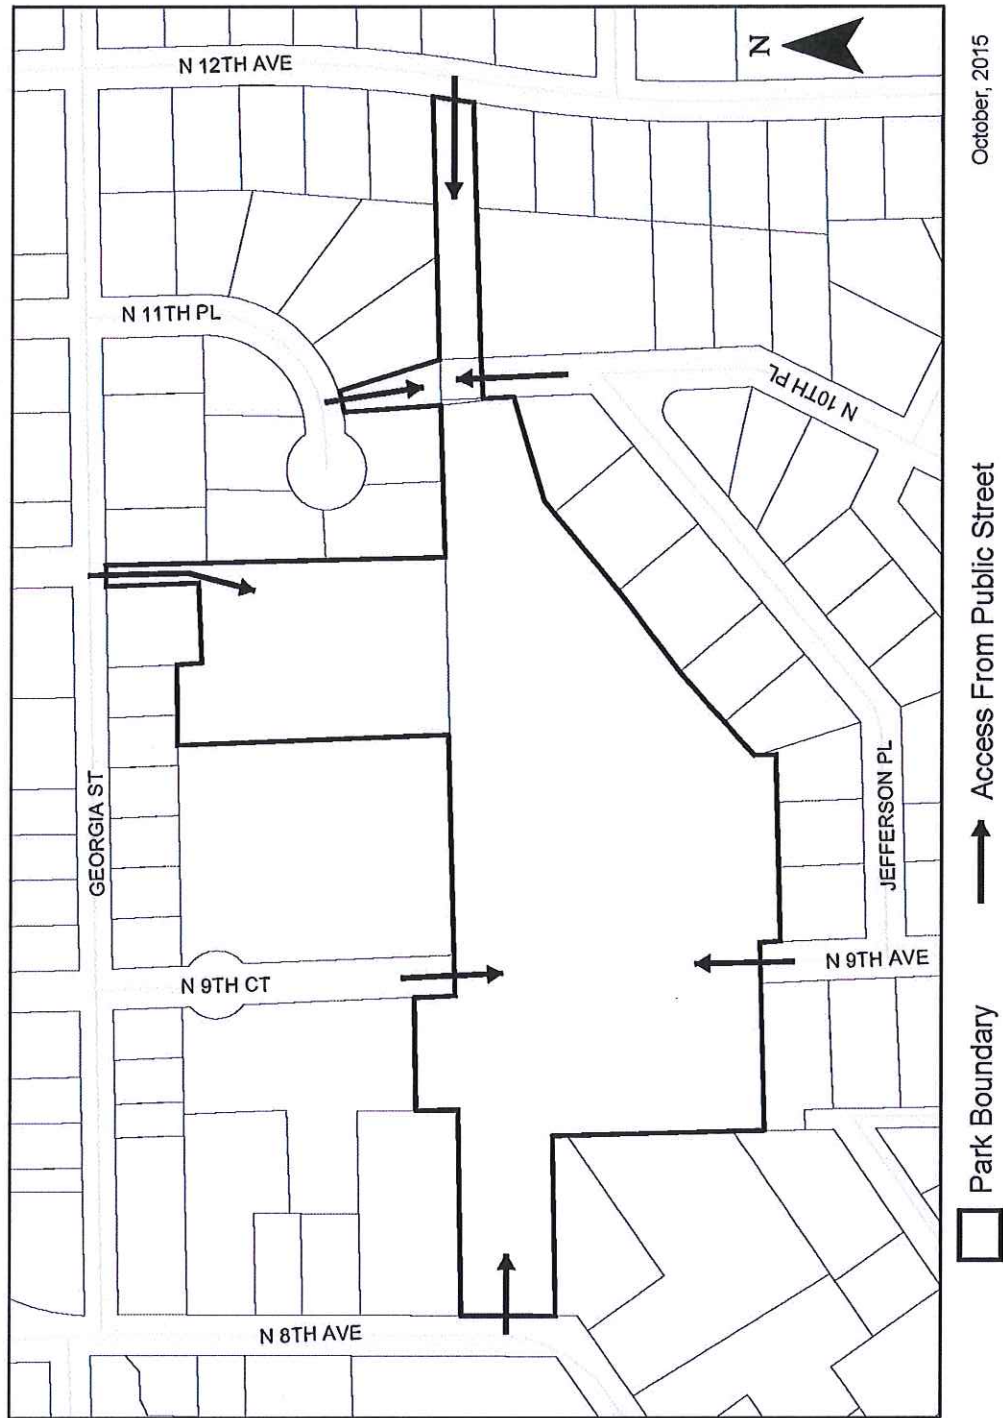 N 12TH AVE
N
N 11TH PL
N 10TH PL
GEORGIA ST
JEFFERSON PL
N 9TH CT
N 9TH AVE
N 8TH AVE
Park Boundary
Access From Public Street
October, 2015